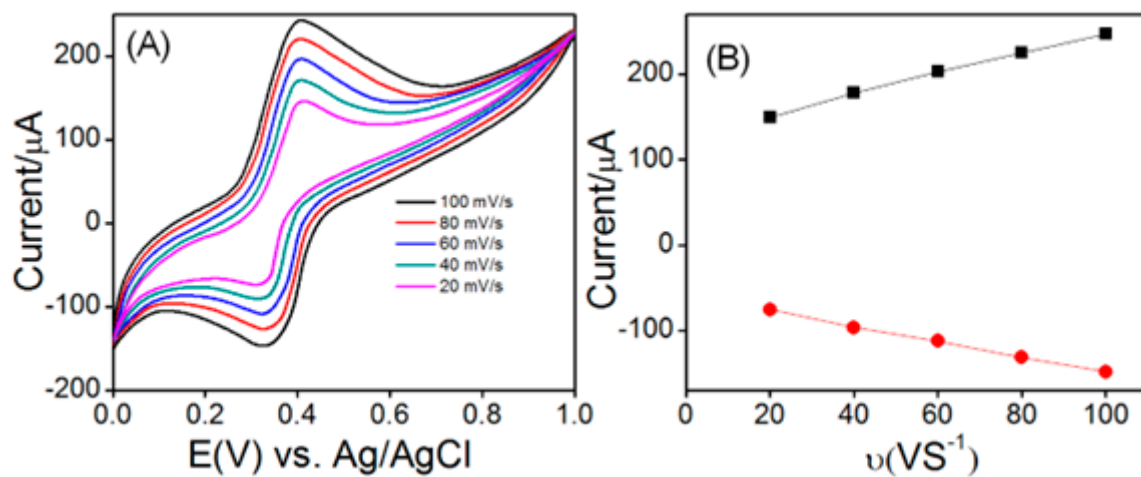 (A)
Current/μA
200
100
0
-100
-200
100 mV/s
80 mV/s
60 mV/s
40 mV/s
20 mV/s
0.0 0.2 0.4 0.6 0.8 1.0
E(V) vs. Ag/AgCl
(B)
Current/μA
200
100
0
-100
0 20 40 60 80 100
υ(VS⁻¹)